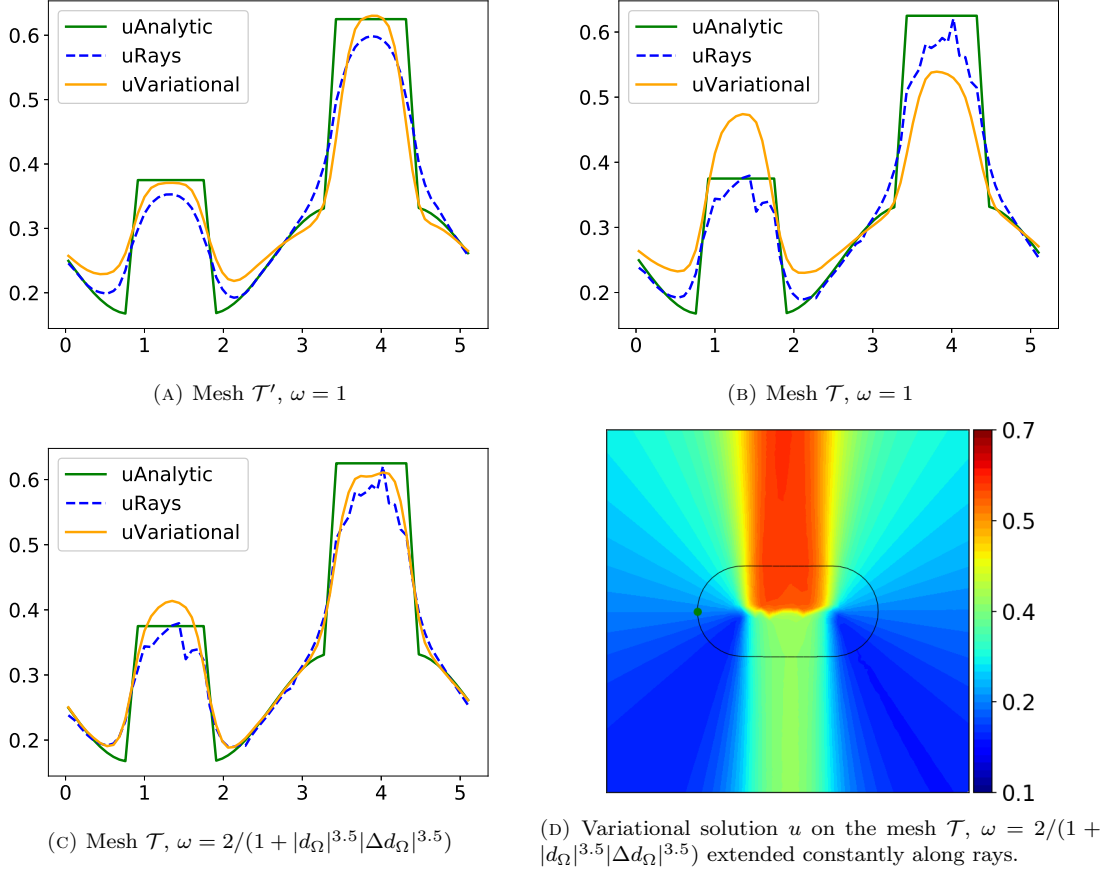 0.6
0.5
0.4
0.3
0.2
uAnalytic
uRays
uVariational
0 1 2 3 4 5
(A) Mesh 𝒯′, ω = 1
0.6
0.5
0.4
0.3
0.2
uAnalytic
uRays
uVariational
0 1 2 3 4 5
(B) Mesh 𝒯, ω = 1
0.6
0.5
0.4
0.3
0.2
uAnalytic
uRays
uVariational
0 1 2 3 4 5
(C) Mesh 𝒯, ω = 2/(1 + |d_Ω|^3.5|Δd_Ω|^3.5)
0.7
0.5
0.4
0.2
0.1
(D) Variational solution u on the mesh 𝒯, ω = 2/(1 +
|d_Ω|^3.5|Δd_Ω|^3.5) extended constantly along rays.